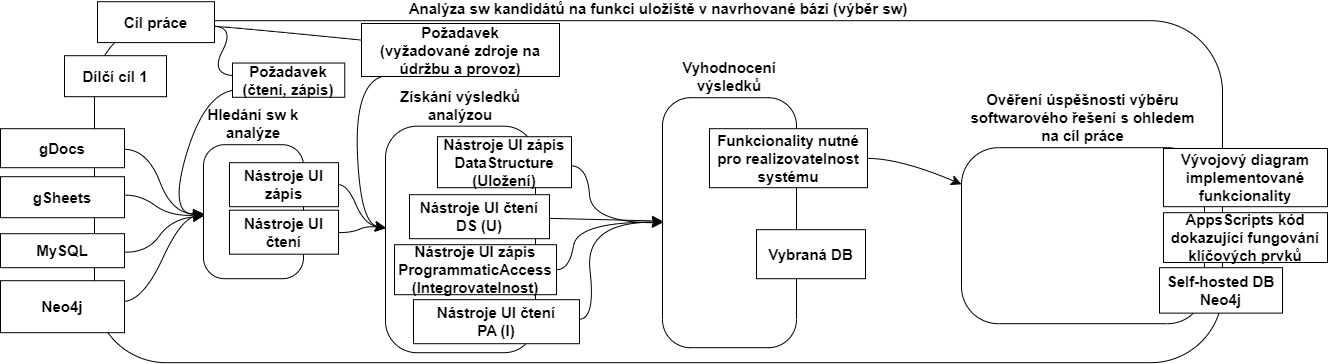 Analýza sw kandidátů na funkci uložiště v navrhované bázi (výběr sw)
Cíl práce
Dílčí cíl 1
Požadavek
(čtení, zápis)
Požadavek
(vyžadované zdroje na
údržbu a provoz)
gDocs
gSheets
MySQL
Neo4j
Hledání sw k
analýze
Nástroje UI
zápis
Nástroje UI
čtení
Získání výsledků
analýzou
Nástroje UI zápis
DataStructure
(Uložení)
Nástroje UI čtení
DS (U)
Nástroje UI zápis
ProgrammaticAccess
(Integrovatelnost)
Nástroje UI čtení
PA (I)
Vyhodnocení
výsledků
Funkcionality nutné
pro realizovatelnost
systému
Vybraná DB
Ověření úspěšnosti výběru
softwarového řešení s ohledem
na cíl práce
Vývojový diagram
implementované
funkcionality
AppsScripts kód
dokazující fungování
klíčových prvků
Self-hosted DB
Neo4j